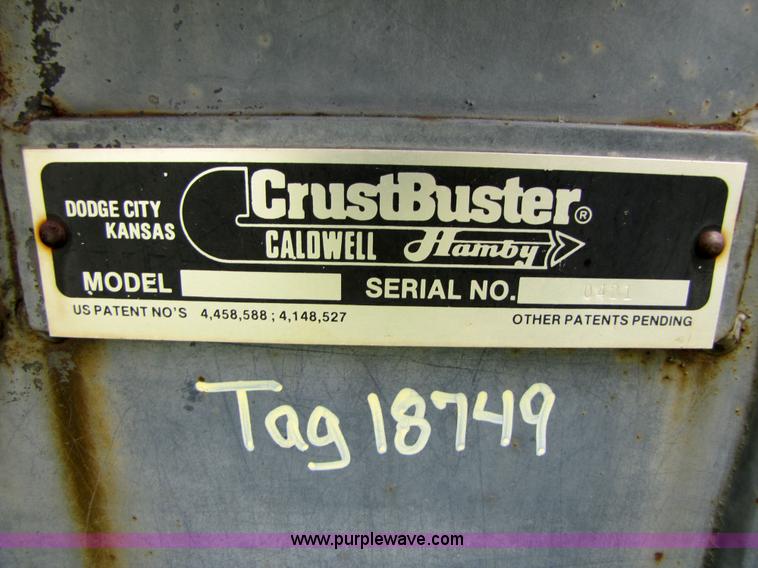 DODGE CITY
KANSAS
CrustBuster®
CALDWELL Hamby
MODEL SERIAL NO. 0411
US PATENT NO'S 4,458,588 ; 4,148,527 OTHER PATENTS PENDING
Tag 18749
www.purplewave.com